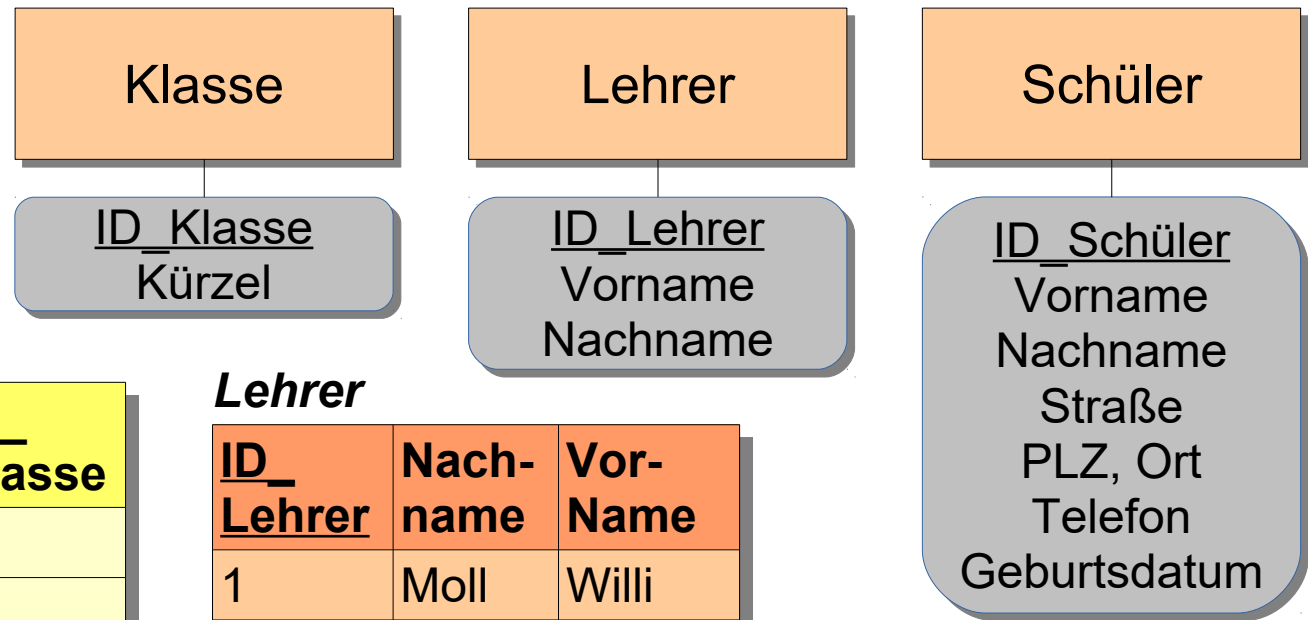 Klasse
Lehrer
Schüler
ID_Klasse
Kürzel
ID_Lehrer
Vorname
Nachname
ID_Schüler
Vorname
Nachname
Straße
PLZ, Ort
Telefon
Geburtsdatum
asse
Lehrer
ID_
Lehrer
Nach-
name
Vor-
Name
1
Moll
Willi